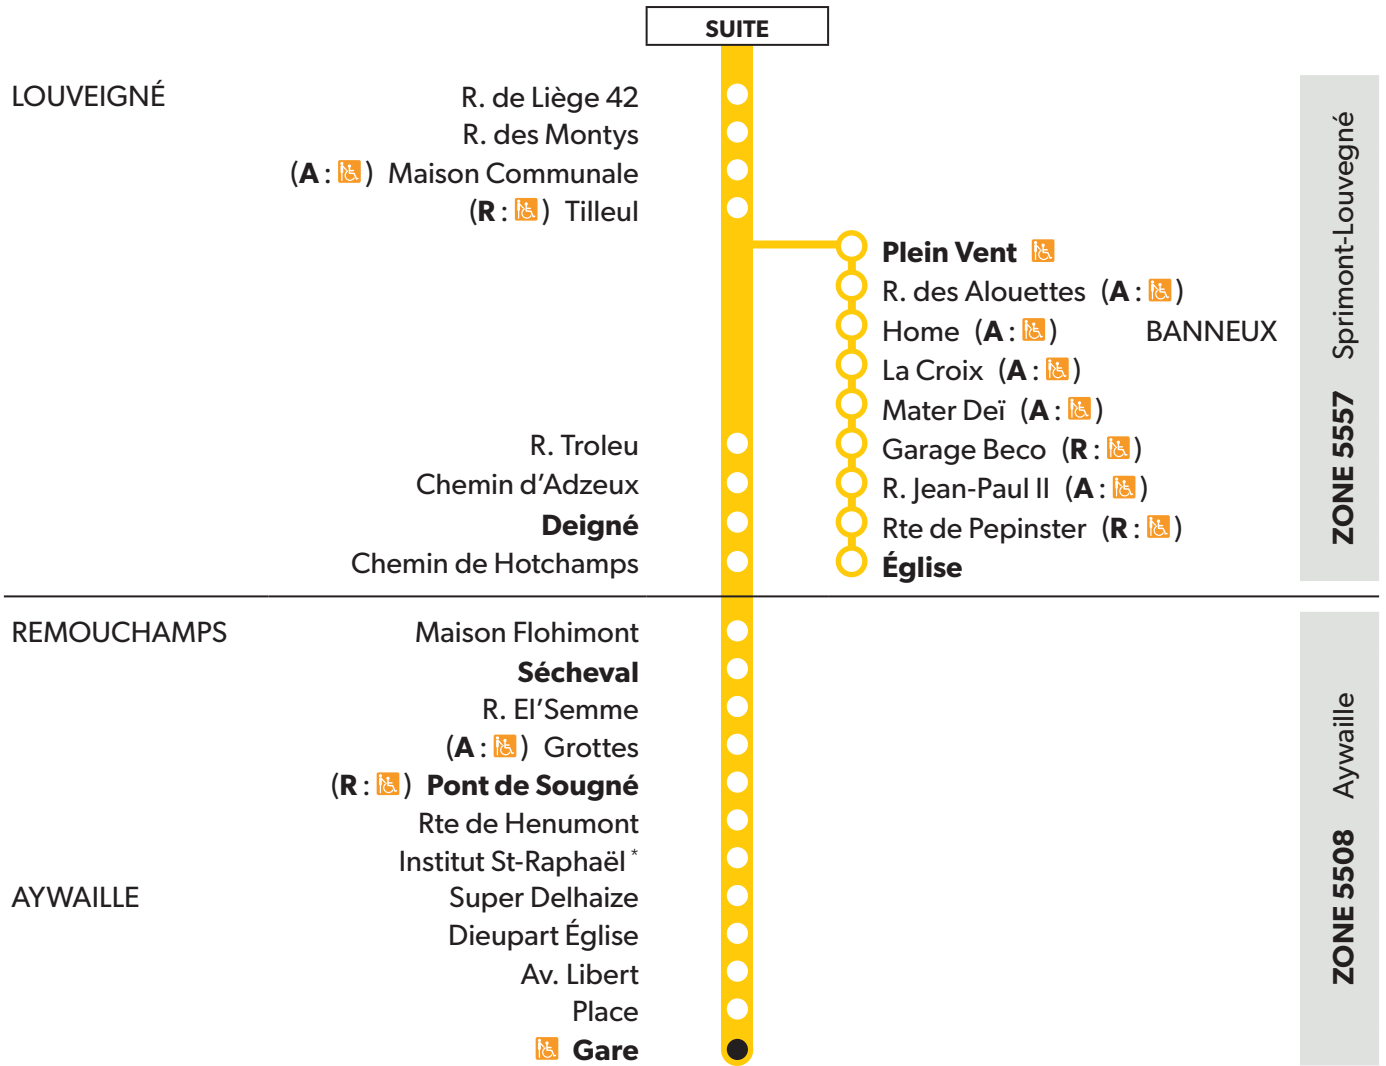 SUITE
LOUVEIGNÉ
R. de Liège 42
R. des Montys
(A : ) Maison Communale
(R : ) Tilleul
Plein Vent
R. des Alouettes (A : )
Home (A : ) BANNEUX
La Croix (A : )
Mater Deï (A : )
Garage Beco (R : )
R. Jean-Paul II (A : )
Rte de Pepinster (R : )
Église
R. Troleu
Chemin d'Adzeux
Deigné
Chemin de Hotchamps
ZONE 5557 Sprimont-Louvegné
REMOUCHAMPS
Maison Flohimont
Sécheval
R. El'Semme
(A : ) Grottes
(R : ) Pont de Sougné
Rte de Henumont
Institut St-Raphaël *
AYWAILLE
Super Delhaize
Dieupart Église
Av. Libert
Place
Gare
ZONE 5508 Aywaille